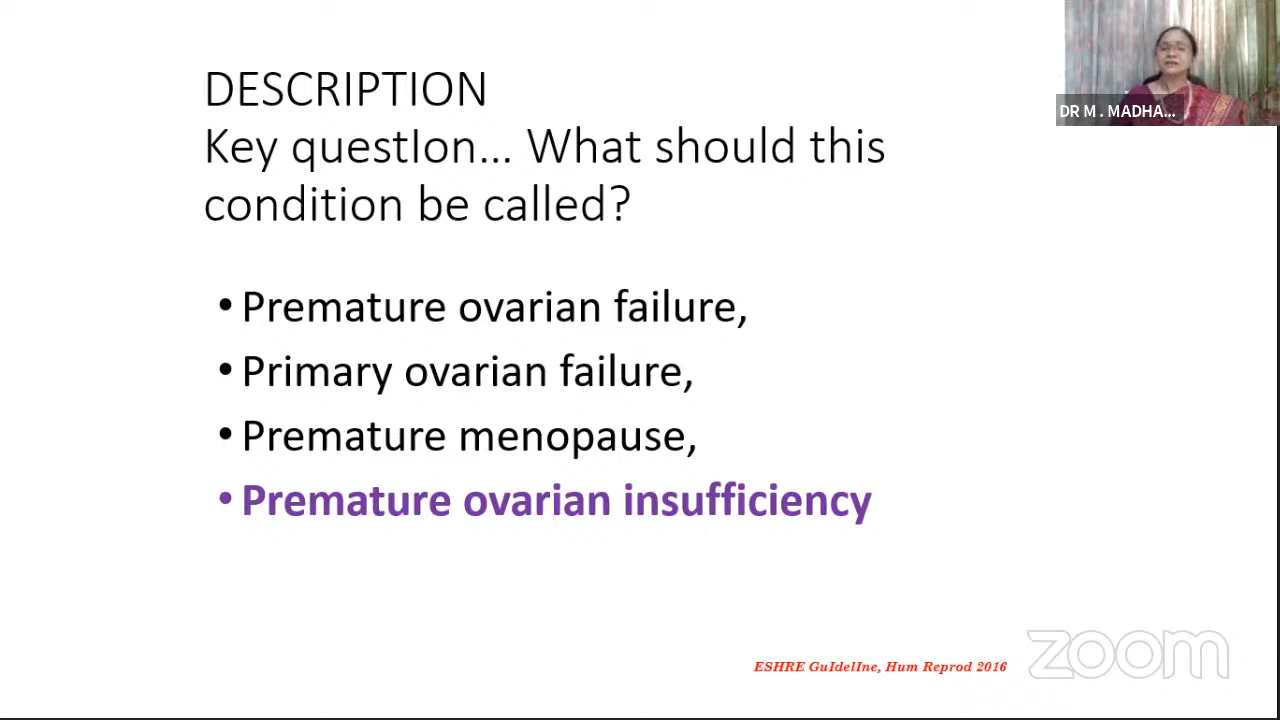 DESCRIPTION
Key questIon... What should this
condition be called?
• Premature ovarian failure,
• Primary ovarian failure,
• Premature menopause,
• Premature ovarian insufficiency
ESHRE GuIdelIne, Hum Reprod 2016
DR M . MADHA...
zoom